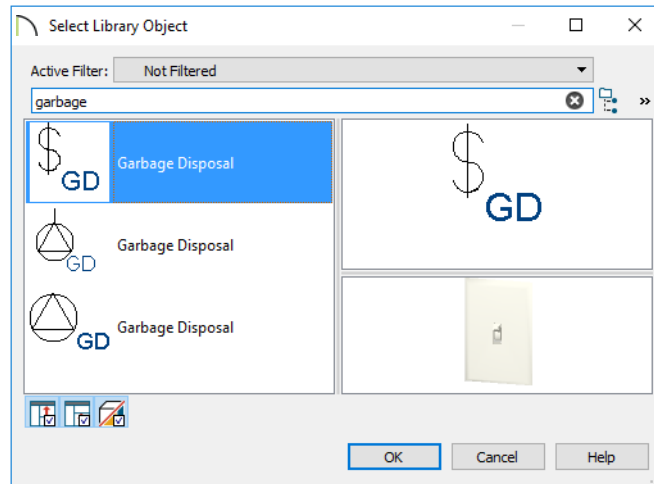 Select Library Object
Active Filter: Not Filtered
garbage
»
$ GD Garbage Disposal
GD Garbage Disposal
GD Garbage Disposal
$ GD
OK Cancel Help